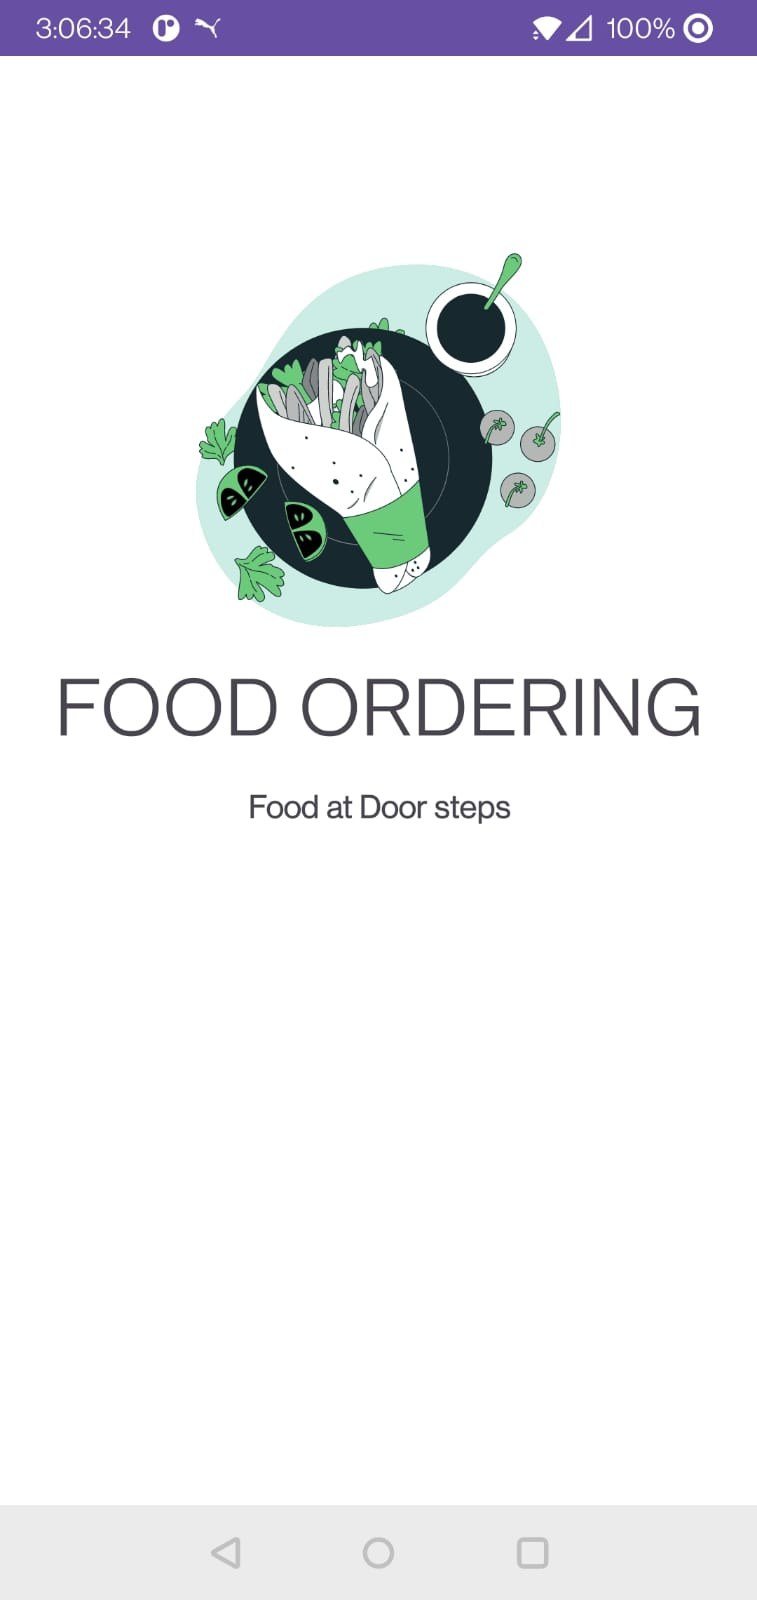 3:06:34 100%
FOOD ORDERING
Food at Door steps